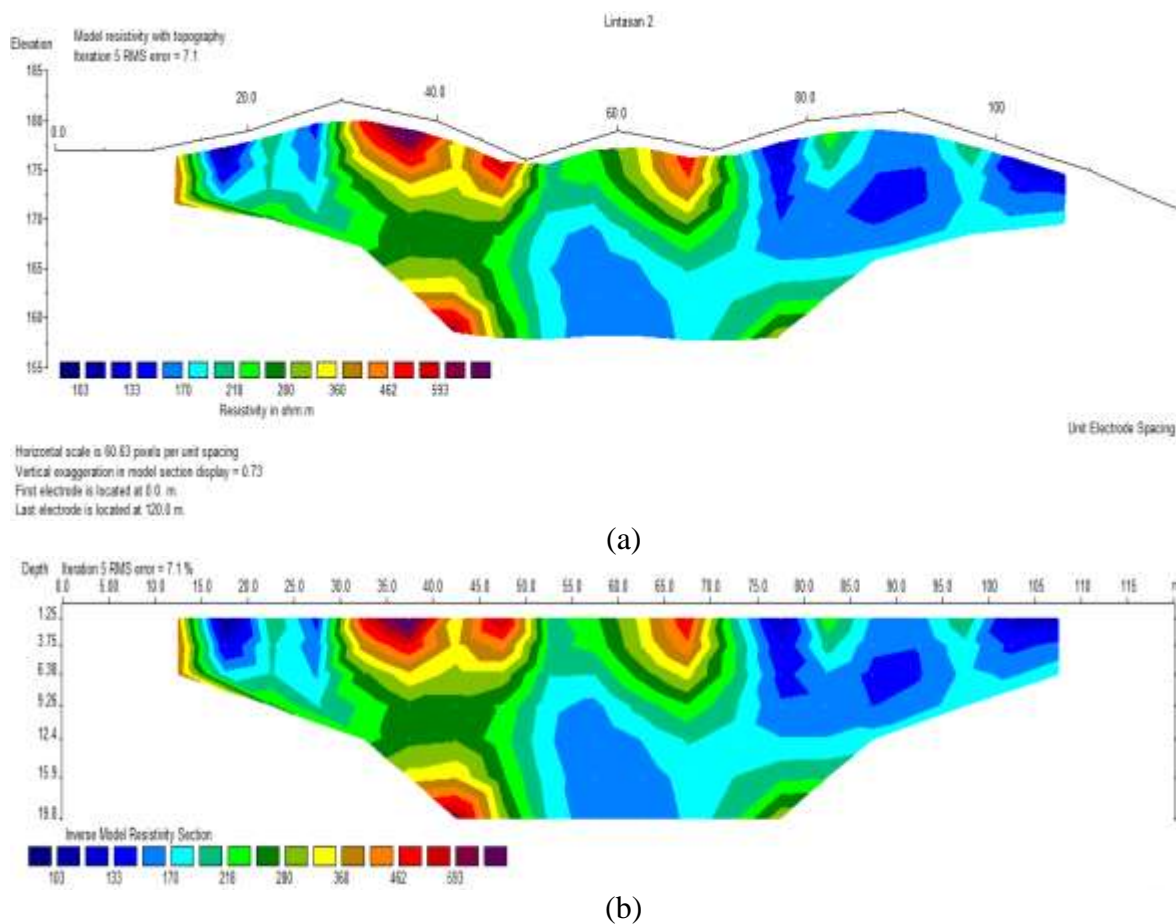 Lintasan 2
Model resistivity with topography
Elevation
Iteration 5 RMS error = 7.1
185
180
175
170
165
160
155
0.0
20.0
40.0
60.0
80.0
100
103 133 170 218 280 360 462 593
Resistivity in ohm.m
Unit Electrode Spacing
Horizontal scale is 60.63 pixels per unit spacing
Vertical exaggeration in model section display = 0.73
First electrode is located at 0.0 m.
Last electrode is located at 120.0 m.
(a)
Depth Iteration 5 RMS error = 7.1 %
0.0 5.00 10.0 15.0 20.0 25.0 30.0 35.0 40.0 45.0 50.0 55.0 60.0 65.0 70.0 75.0 80.0 85.0 90.0 95.0 100. 105. 110 115
1.25
3.75
6.38
9.26
12.4
15.9
19.8
Inverse Model Resistivity Section
103 133 170 218 280 360 462 593
(b)